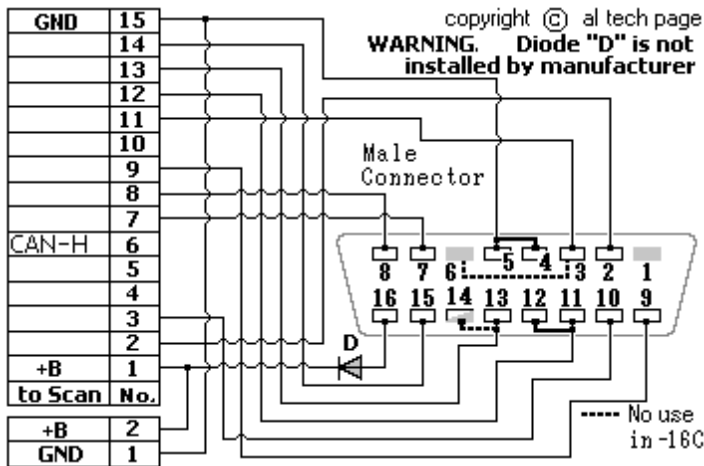 copyright © al tech page
WARNING. Diode "D" is not
installed by manufacturer
GND 15
14
13
12
11
10
9
8
7
CAN-H 6
5
4
3
2
+B 1
to Scan No.
+B 2
GND 1
Male
Connector
8 7 6 5 4 3 2 1
16 15 14 13 12 11 10 9
D
No use
in -16C